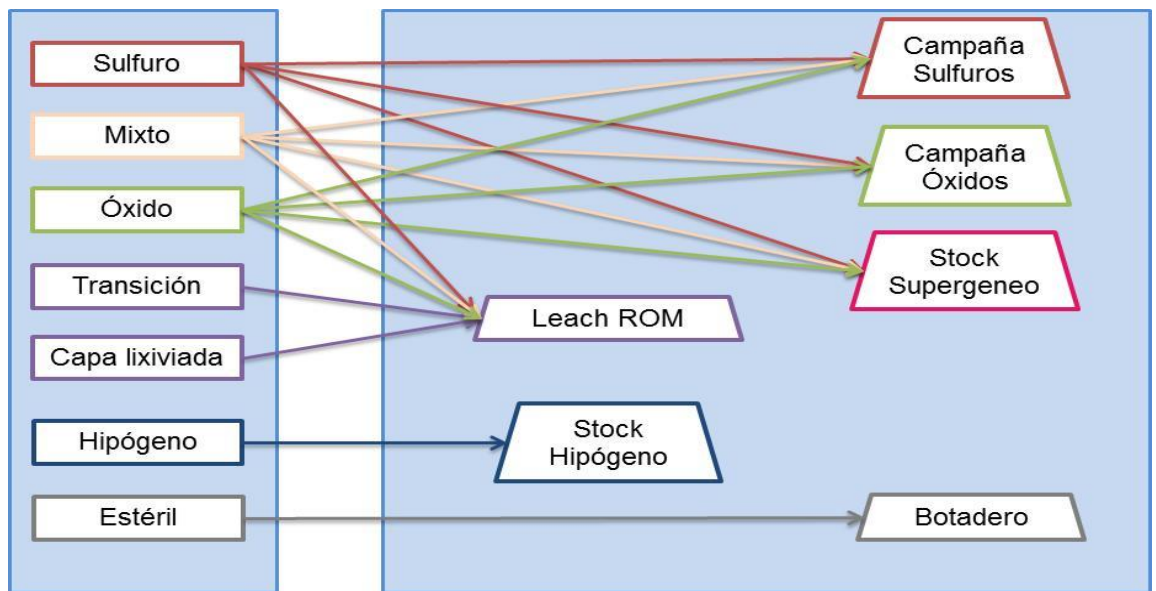 Sulfuro
Mixto
Óxido
Transición
Capa lixiviada
Hipógeno
Estéril
Campaña
Sulfuros
Campaña
Óxidos
Stock
Supergeneo
Leach ROM
Stock
Hipógeno
Botadero